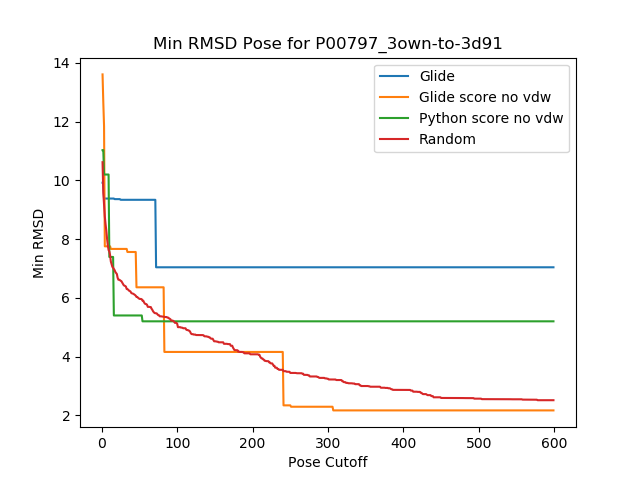 Min RMSD Pose for P00797_3own-to-3d91
Glide
Glide score no vdw
Python score no vdw
Random
Min RMSD
14
12
10
8
6
4
2
0 100 200 300 400 500 600
Pose Cutoff